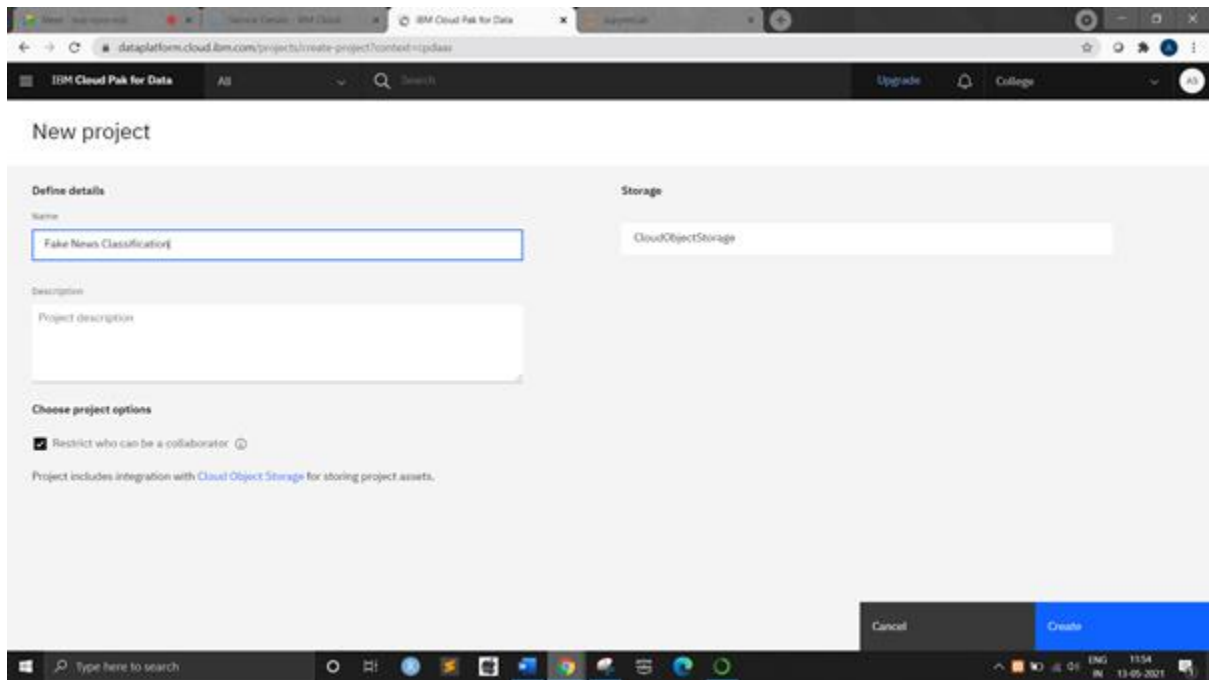 IBM Cloud Pak for Data
dataplatform.cloud.ibm.com/projects/create-project?context=cpdaas
IBM Cloud Pak for Data
All
Search
Upgrade
College
AS
New project
Define details
Storage
Name
Fake News Classification
CloudObjectStorage
Description
Project description
Choose project options
Restrict who can be a collaborator
Project includes integration with Cloud Object Storage for storing project assets.
Cancel
Create
Type here to search
ENG
IN
11:54
13-05-2021